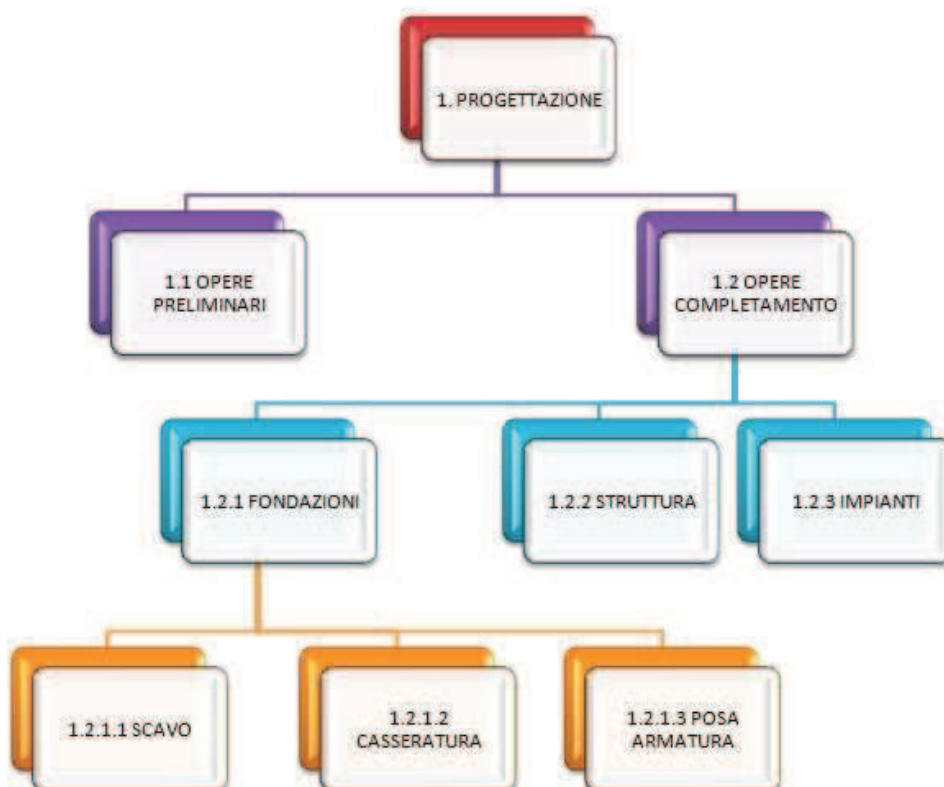 1. PROGETTAZIONE
1.1 OPERE
PRELIMINARI
1.2 OPERE
COMPLETAMENTO
1.2.1 FONDAZIONI
1.2.2 STRUTTURA
1.2.3 IMPIANTI
1.2.1.1 SCAVO
1.2.1.2
CASSERATURA
1.2.1.3 POSA
ARMATURA